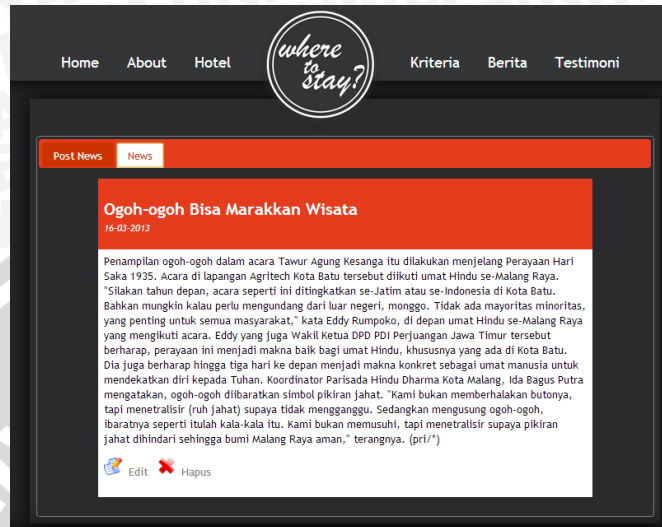 Home About Hotel where to stay? Kriteria Berita Testimoni
Post News News
Ogoh-ogoh Bisa Marakkan Wisata
16-03-2013
Penampilan ogoh-ogoh dalam acara Tawur Agung Kesanga itu dilakukan menjelang Perayaan Hari
Saka 1935. Acara di lapangan Agritech Kota Batu tersebut diikuti umat Hindu se-Malang Raya.
"Silakan tahun depan, acara seperti ini ditingkatkan se-Jatim atau se-Indonesia di Kota Batu.
Bahkan mungkin kalau perlu mengundang dari luar negeri, monggo. Tidak ada mayoritas minoritas,
yang penting untuk semua masyarakat," kata Eddy Rumpoko, di depan umat Hindu se-Malang Raya
yang mengikuti acara. Eddy yang juga Wakil Ketua DPD PDI Perjuangan Jawa Timur tersebut
berharap, perayaan ini menjadi makna baik bagi umat Hindu, khususnya yang ada di Kota Batu.
Dia juga berharap hingga tiga hari ke depan menjadi makna konkret sebagai umat manusia untuk
mendekatkan diri kepada Tuhan. Koordinator Parisada Hindu Dharma Kota Malang, Ida Bagus Putra
mengatakan, ogoh-ogoh diibaratkan simbol pikiran jahat. "Kami bukan memberhalakan butonya,
tapi menetralisir (ruh jahat) supaya tidak mengganggu. Sedangkan mengusung ogoh-ogoh,
ibaratnya seperti itulah kala-kala itu. Kami bukan memusuhi, tapi menetralisir supaya pikiran
jahat dihindari sehingga bumi Malang Raya aman," terangnya. (pri/*)
Edit Hapus